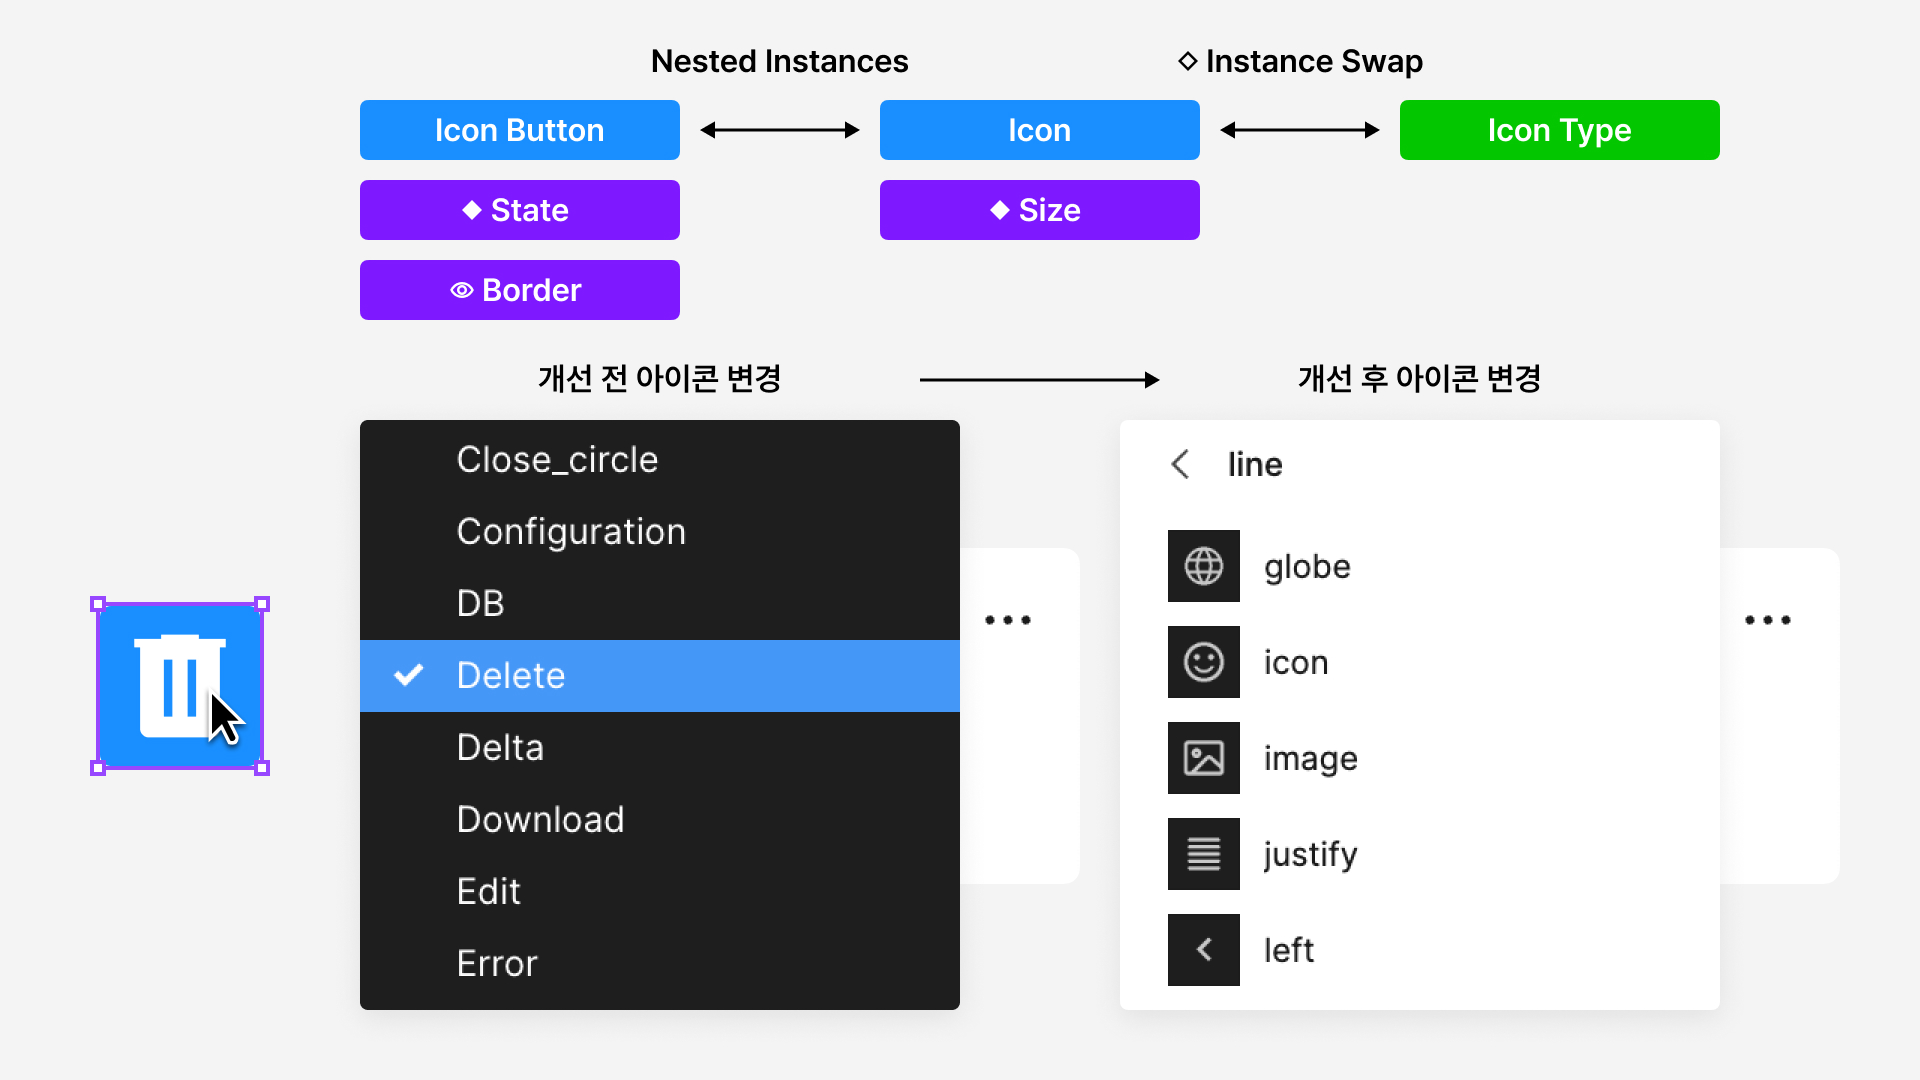 Nested Instances
Instance Swap
Icon Button
Icon
Icon Type
State
Size
Border
개선 전 아이콘 변경
개선 후 아이콘 변경
Close_circle
Configuration
DB
Delete
Delta
Download
Edit
Error
line
globe
icon
image
justify
left